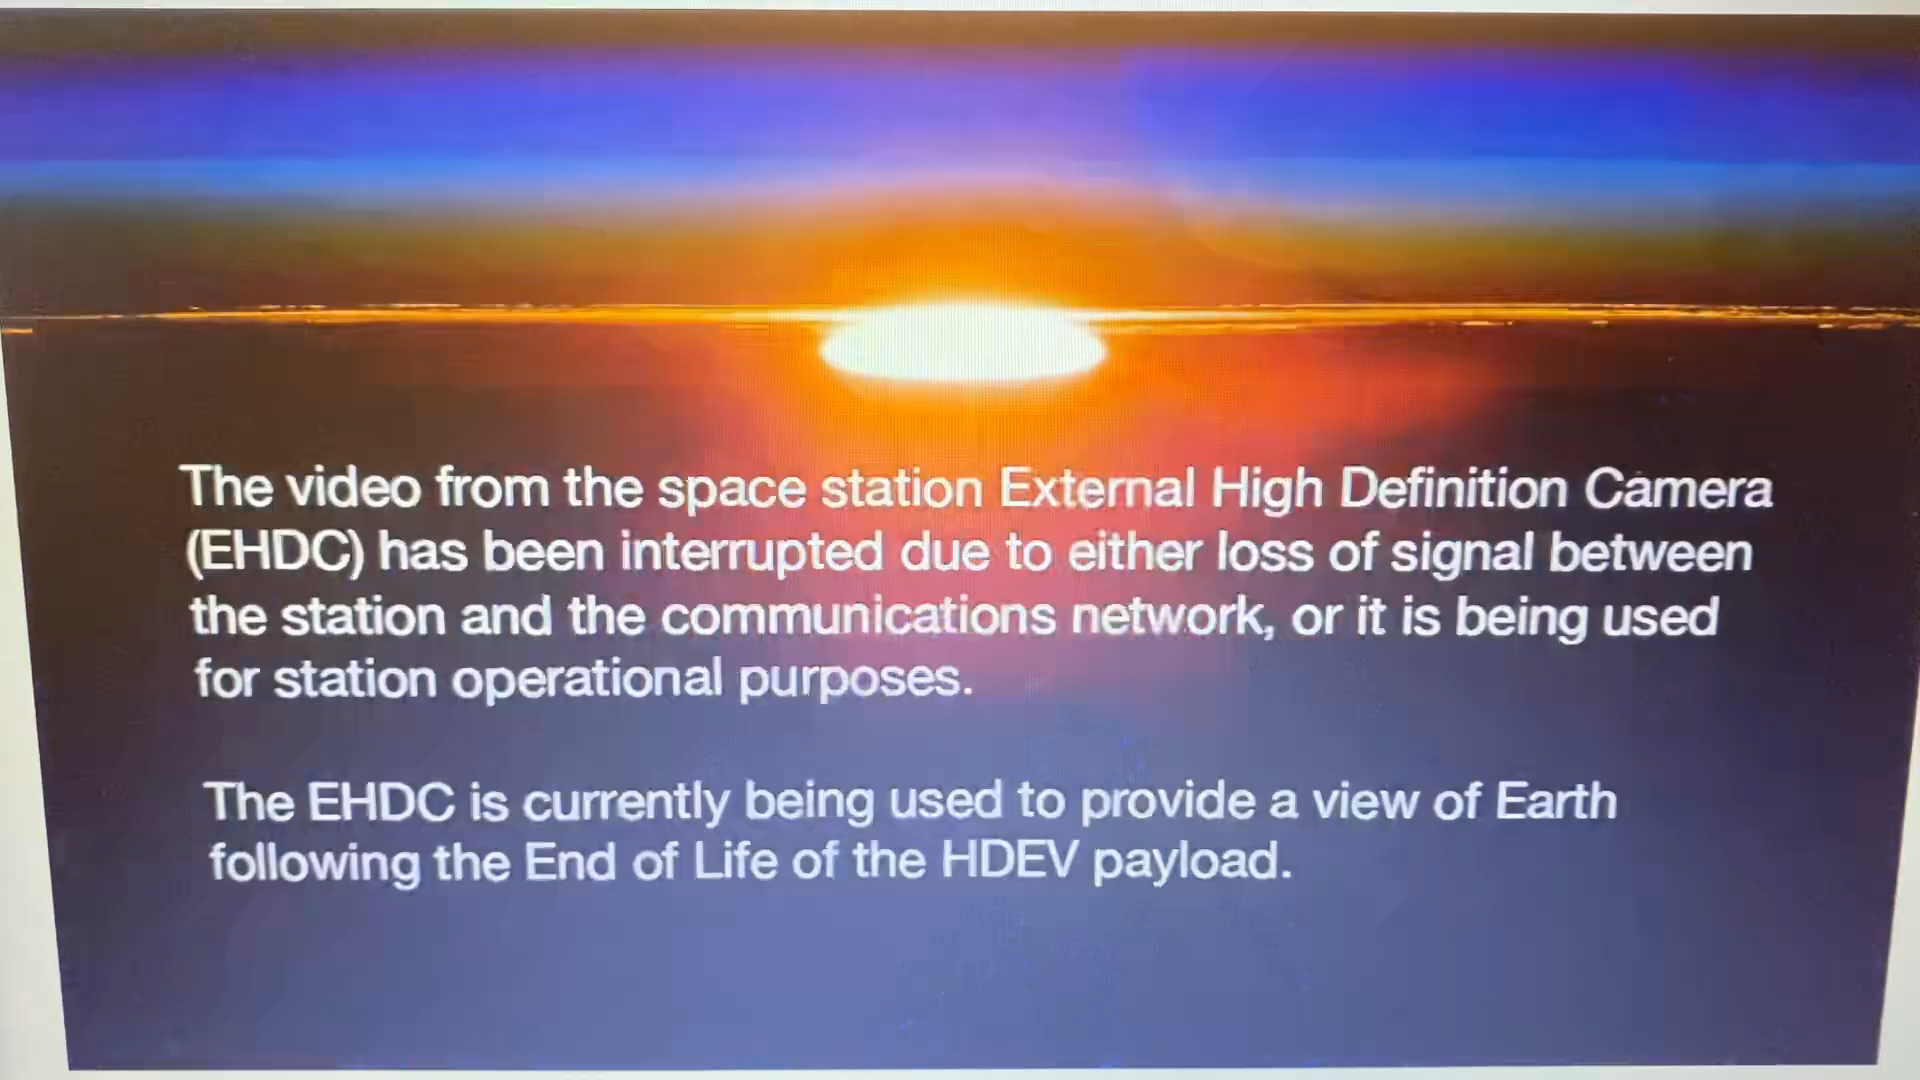 The video from the space station External High Definition Camera
(EHDC) has been interrupted due to either loss of signal between
the station and the communications network, or it is being used
for station operational purposes.
The EHDC is currently being used to provide a view of Earth
following the End of Life of the HDEV payload.